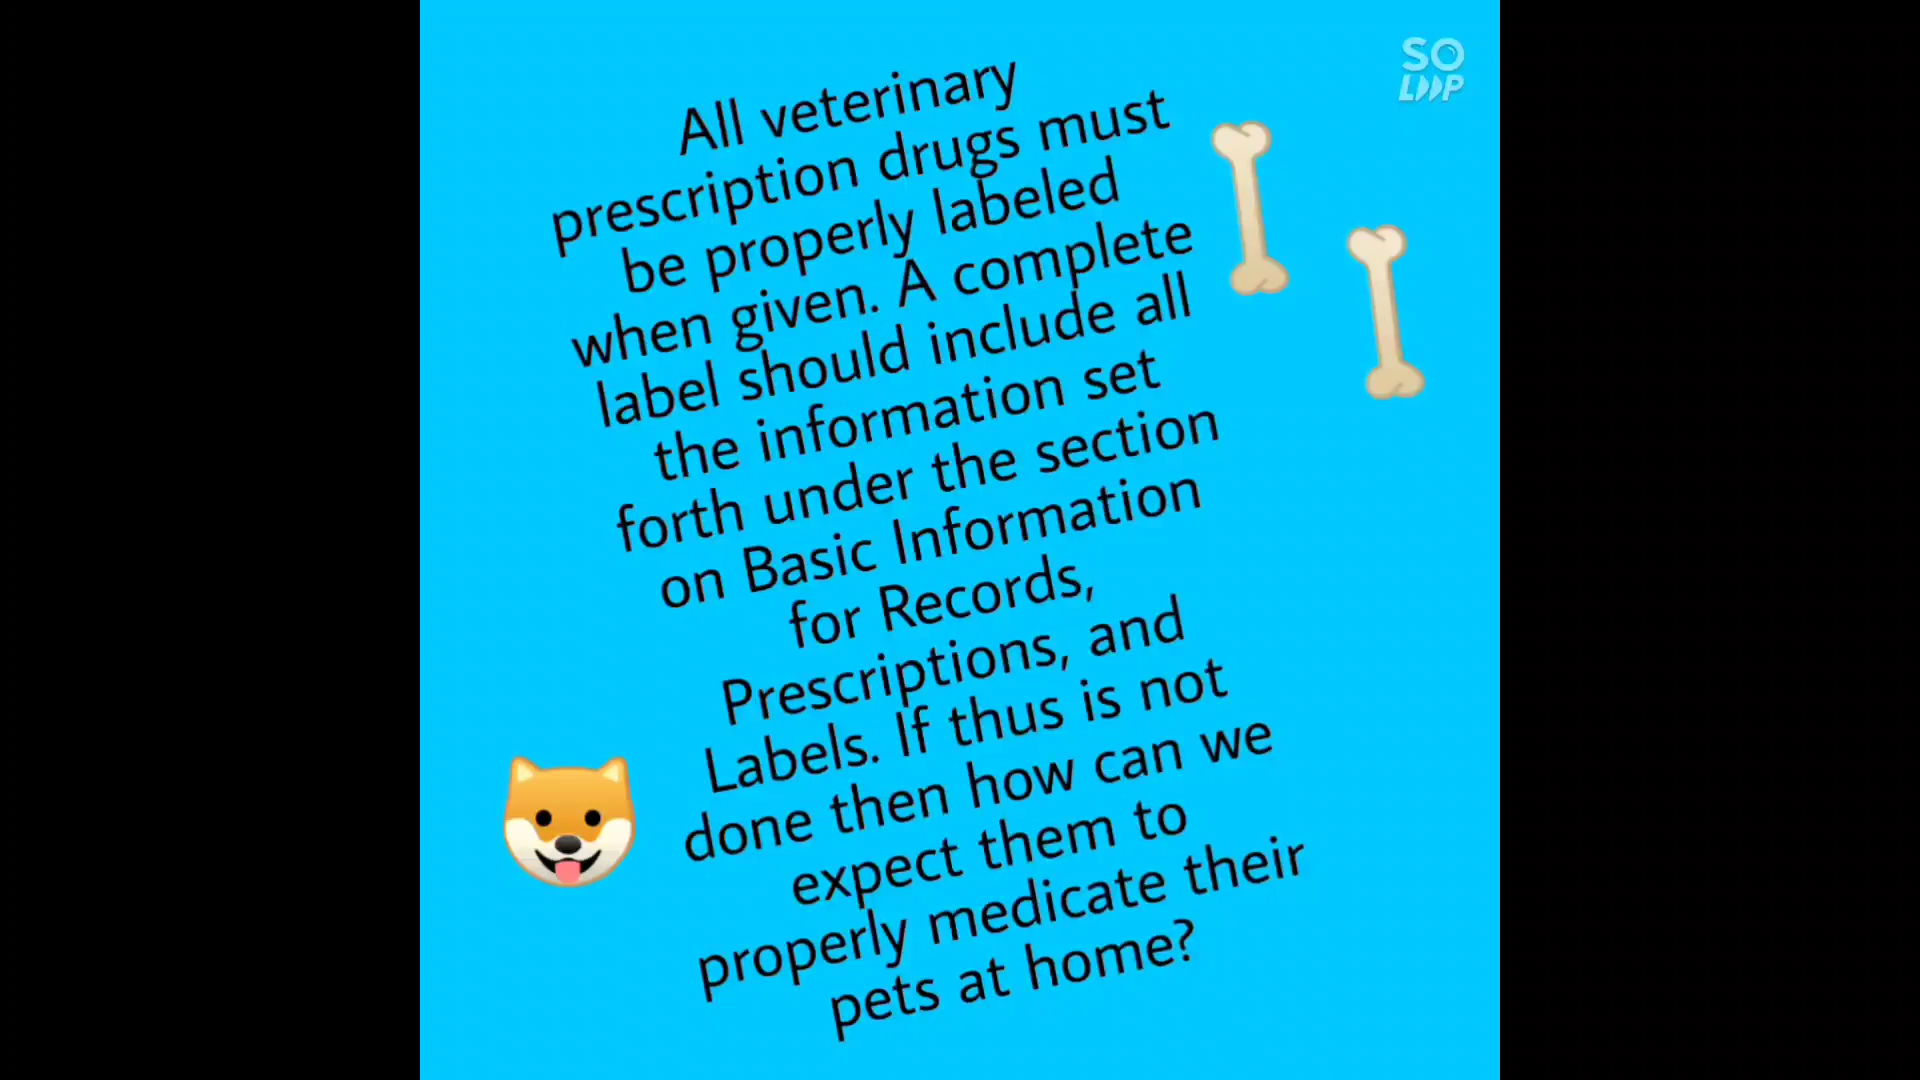 SO
LOOP
All veterinary
prescription drugs must
be properly labeled
when given. A complete
label should include all
the information set
forth under the section
on Basic Information
for Records,
Prescriptions, and
Labels. If thus is not
done then how can we
expect them to
properly medicate their
pets at home?